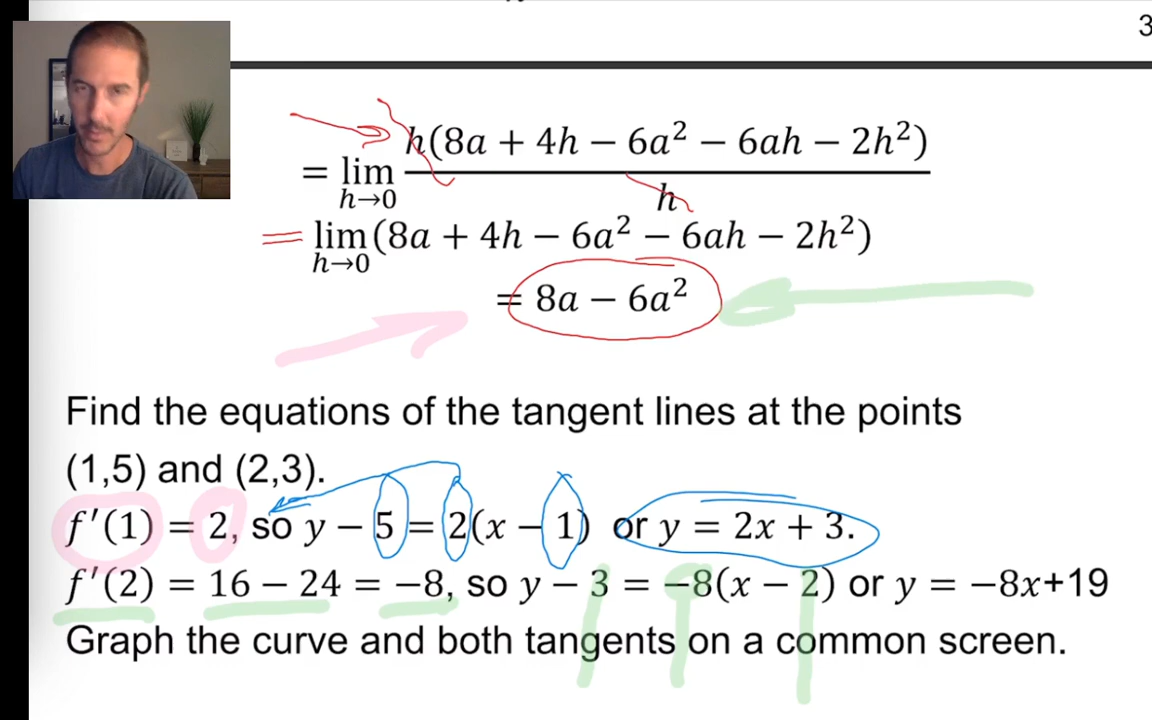 3
= lim h→0 h(8a + 4h − 6a² − 6ah − 2h²) / h
= lim h→0 (8a + 4h − 6a² − 6ah − 2h²)
= 8a − 6a²
Find the equations of the tangent lines at the points
(1,5) and (2,3).
f′(1) = 2, so y − 5 = 2(x − 1) or y = 2x + 3.
f′(2) = 16 − 24 = −8, so y − 3 = −8(x − 2) or y = −8x+19
Graph the curve and both tangents on a common screen.